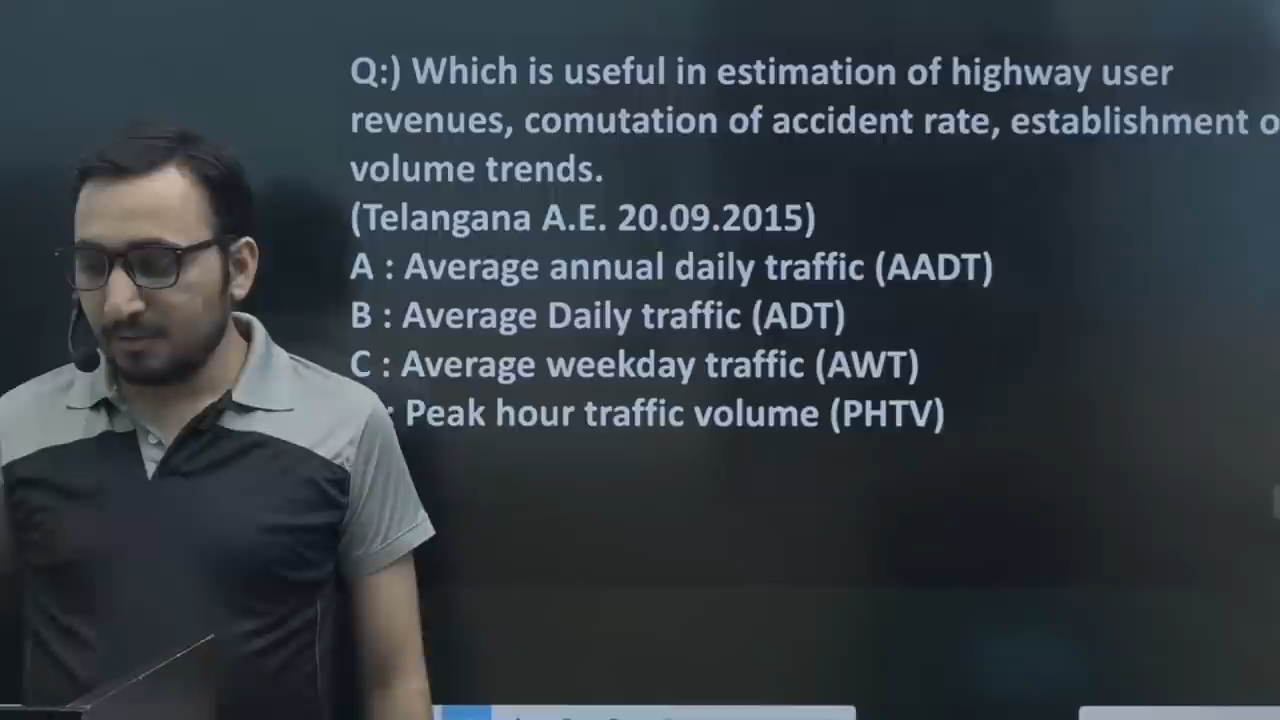 Q:) Which is useful in estimation of highway user
revenues, comutation of accident rate, establishment o
volume trends.
(Telangana A.E. 20.09.2015)
A : Average annual daily traffic (AADT)
B : Average Daily traffic (ADT)
C : Average weekday traffic (AWT)
: Peak hour traffic volume (PHTV)